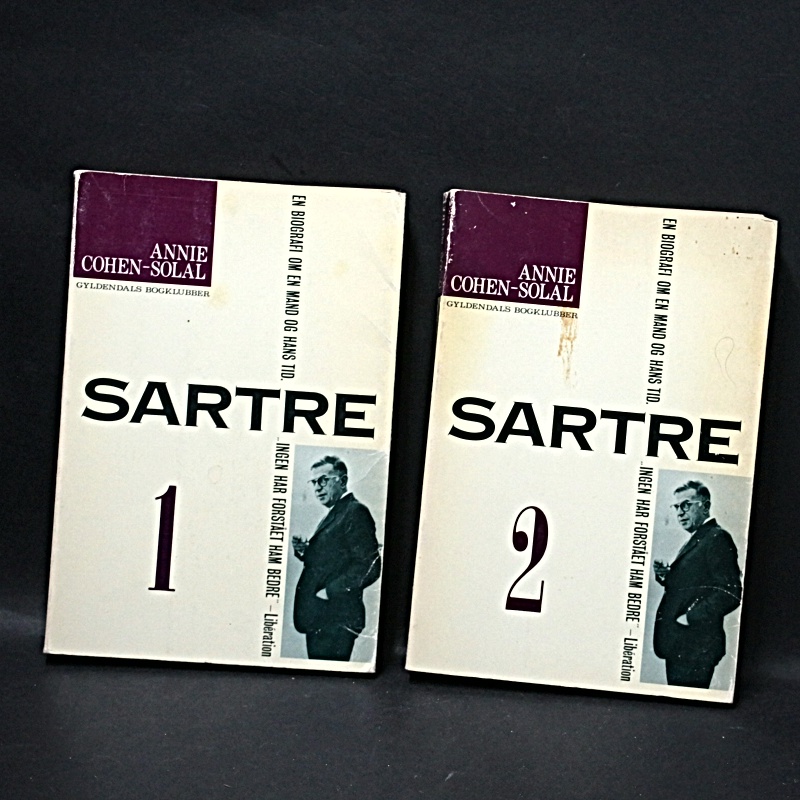 ANNIE
COHEN-SOLAL
GYLDENDALS BOGKLUBBER
EN BIOGRAFI OM EN MAND OG HANS TID.
SARTRE
1
..INGEN HAR FORSTÅET HAM BEDRE" – Libération
ANNIE
COHEN-SOLAL
GYLDENDALS BOGKLUBBER
EN BIOGRAFI OM EN MAND OG HANS TID.
SARTRE
2
..INGEN HAR FORSTÅET HAM BEDRE" – Libération